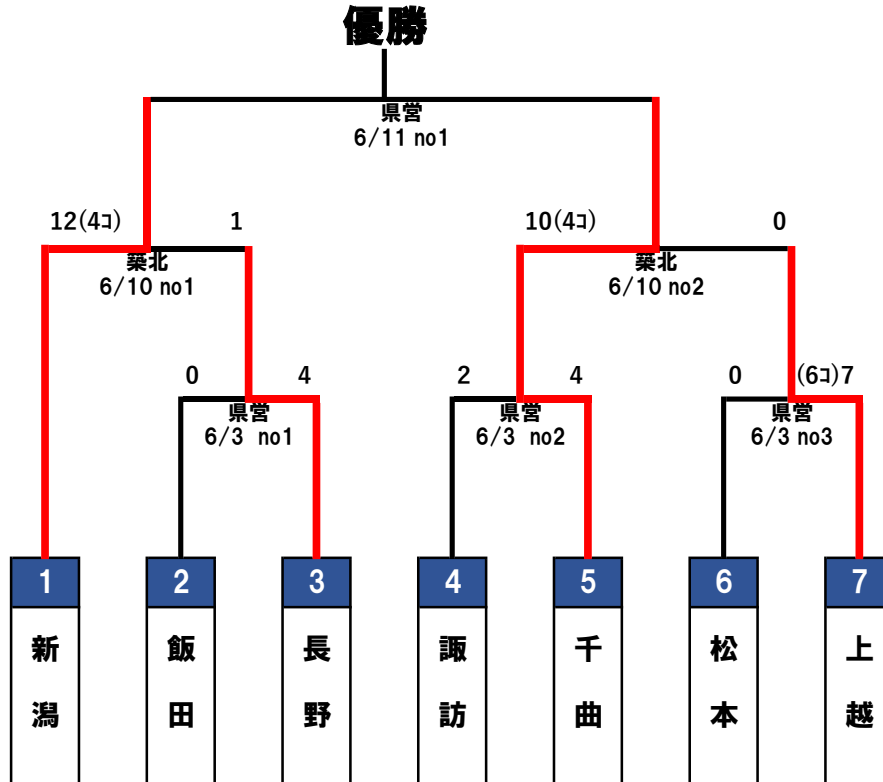 優勝
県営
6/11 no1
12(4コ) 1 10(4コ) 0
築北 築北
6/10 no1 6/10 no2
0 4 2 4 0 (6コ)7
県営 県営 県営
6/3 no1 6/3 no2 6/3 no3
1 2 3 4 5 6 7
新潟 飯田 長野 諏訪 千曲 松本 上越